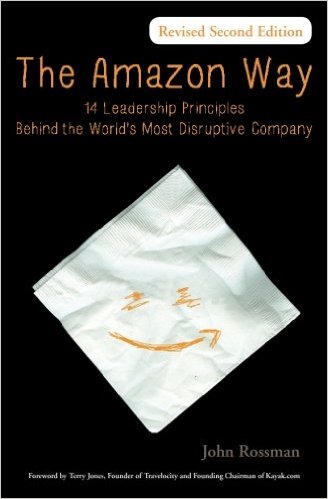 Revised Second Edition
The Amazon Way
14 Leadership Principles
Behind the World's Most Disruptive Company
John Rossman
Foreword by Terry Jones, Founder of Travelocity and Founding Chairman of Kayak.com